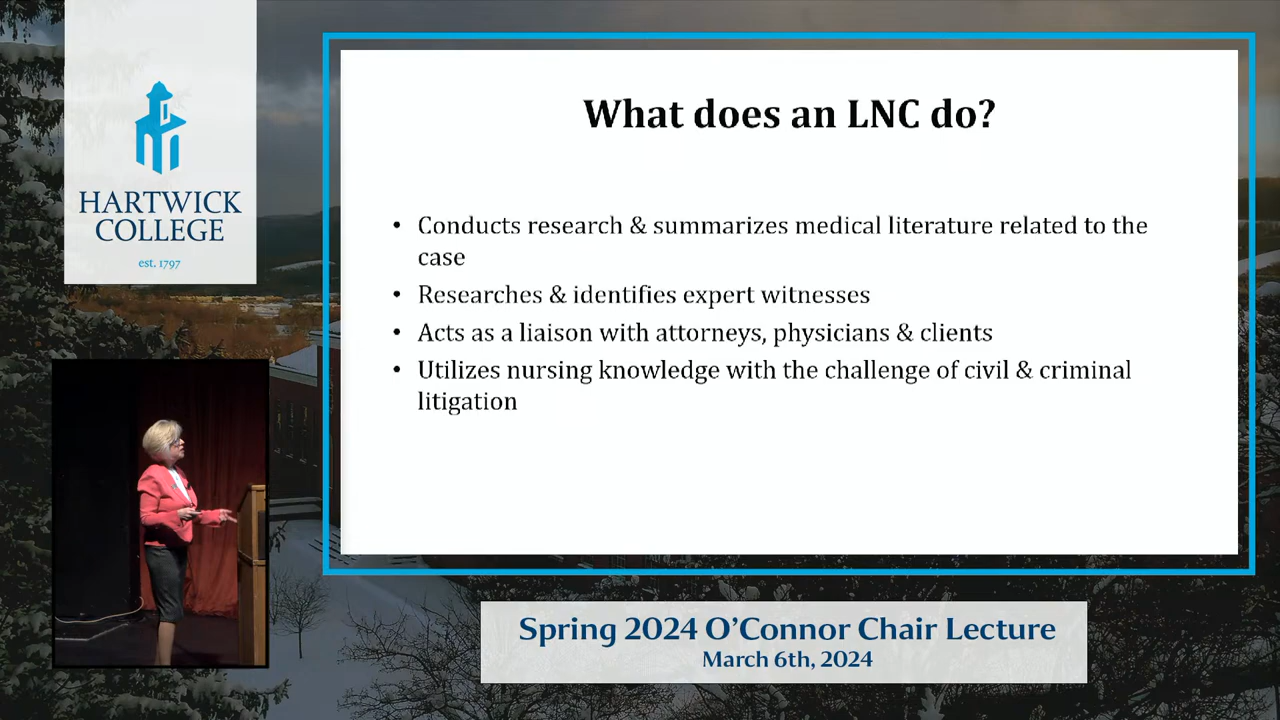 HARTWICK
COLLEGE
est. 1797
What does an LNC do?
• Conducts research & summarizes medical literature related to the
case
• Researches & identifies expert witnesses
• Acts as a liaison with attorneys, physicians & clients
• Utilizes nursing knowledge with the challenge of civil & criminal
litigation
Spring 2024 O'Connor Chair Lecture
March 6th, 2024